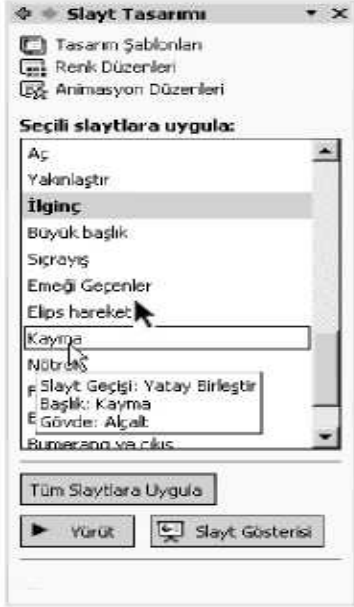 Slayt Tasarımı
Tasarım Şablonları
Renk Düzenleri
Animasyon Düzenleri
Seçili slaytlara uygula:
Aç
Yakınlaştır
İlginç
Büyük başlık
Sıçrayış
Emeği Geçenler
Elips hareket
Kayma
Nötron
Slayt Geçişi: Yatay Birleştir
Başlık: Kayma
Gövde: Alçalt
Bumerang ve çıkış
Tüm Slaytlara Uygula
Yürüt
Slayt Gösterisi